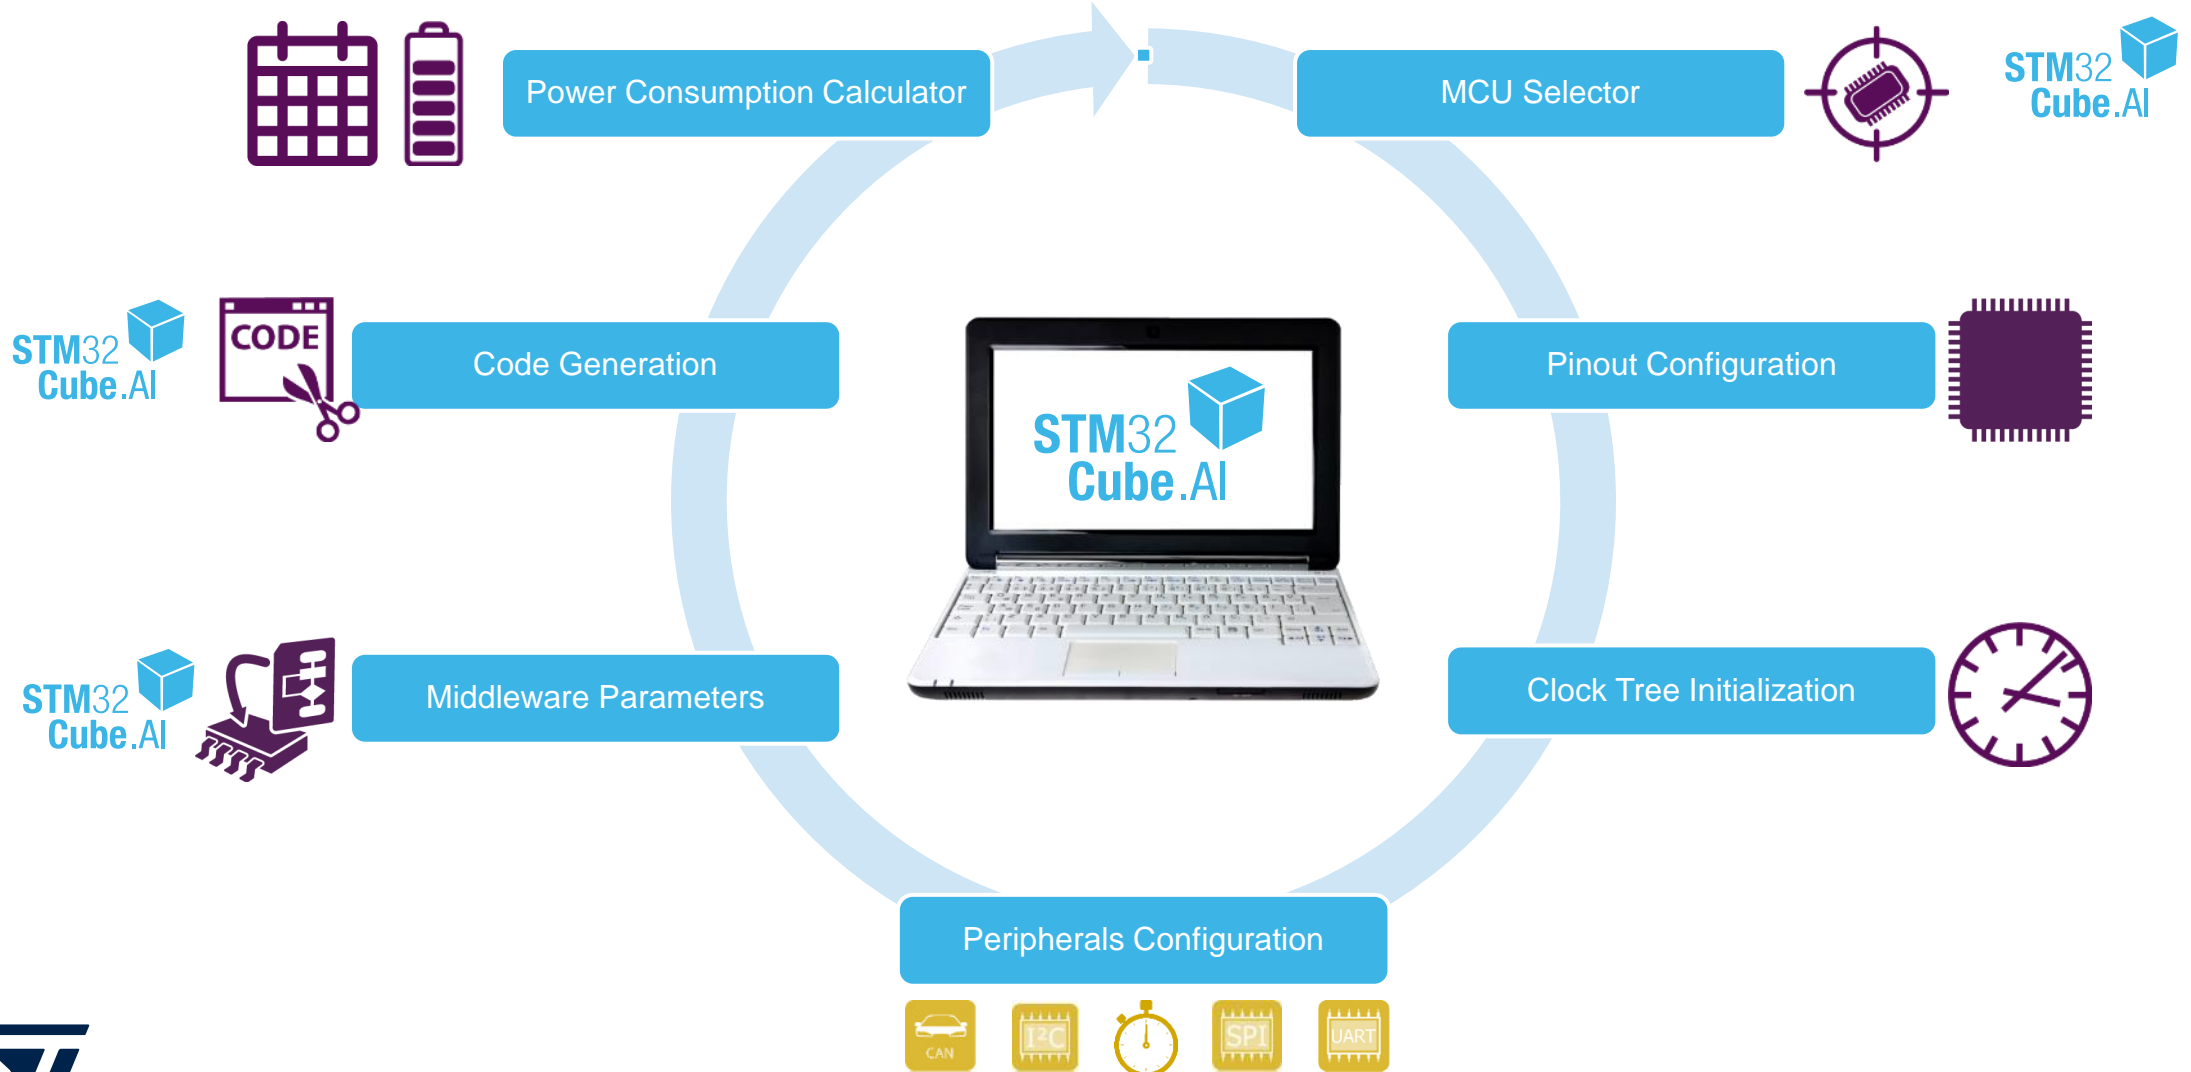 Power Consumption Calculator
MCU Selector
STM32
Cube.AI
STM32
Cube.AI
CODE
Code Generation
STM32
Cube.AI
Pinout Configuration
STM32
Cube.AI
Middleware Parameters
Clock Tree Initialization
Peripherals Configuration
CAN
I²C
SPI
UART